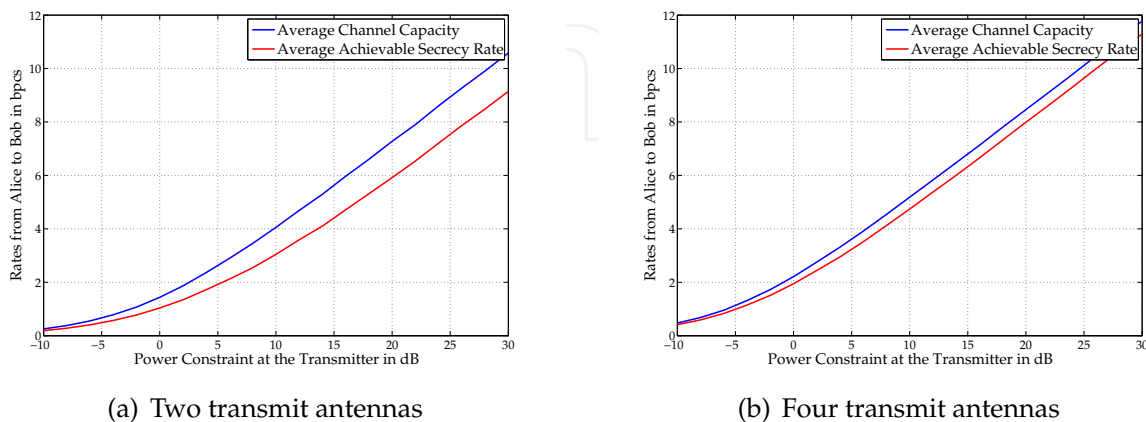 12
10
8
6
4
2
0
Rates from Alice to Bob in bpcs
Average Channel Capacity
Average Achievable Secrecy Rate
−10 −5 0 5 10 15 20 25 30
Power Constraint at the Transmitter in dB
(a) Two transmit antennas
12
10
8
6
4
2
0
Rates from Alice to Bob in bpcs
Average Channel Capacity
Average Achievable Secrecy Rate
−10 −5 0 5 10 15 20 25 30
Power Constraint at the Transmitter in dB
(b) Four transmit antennas